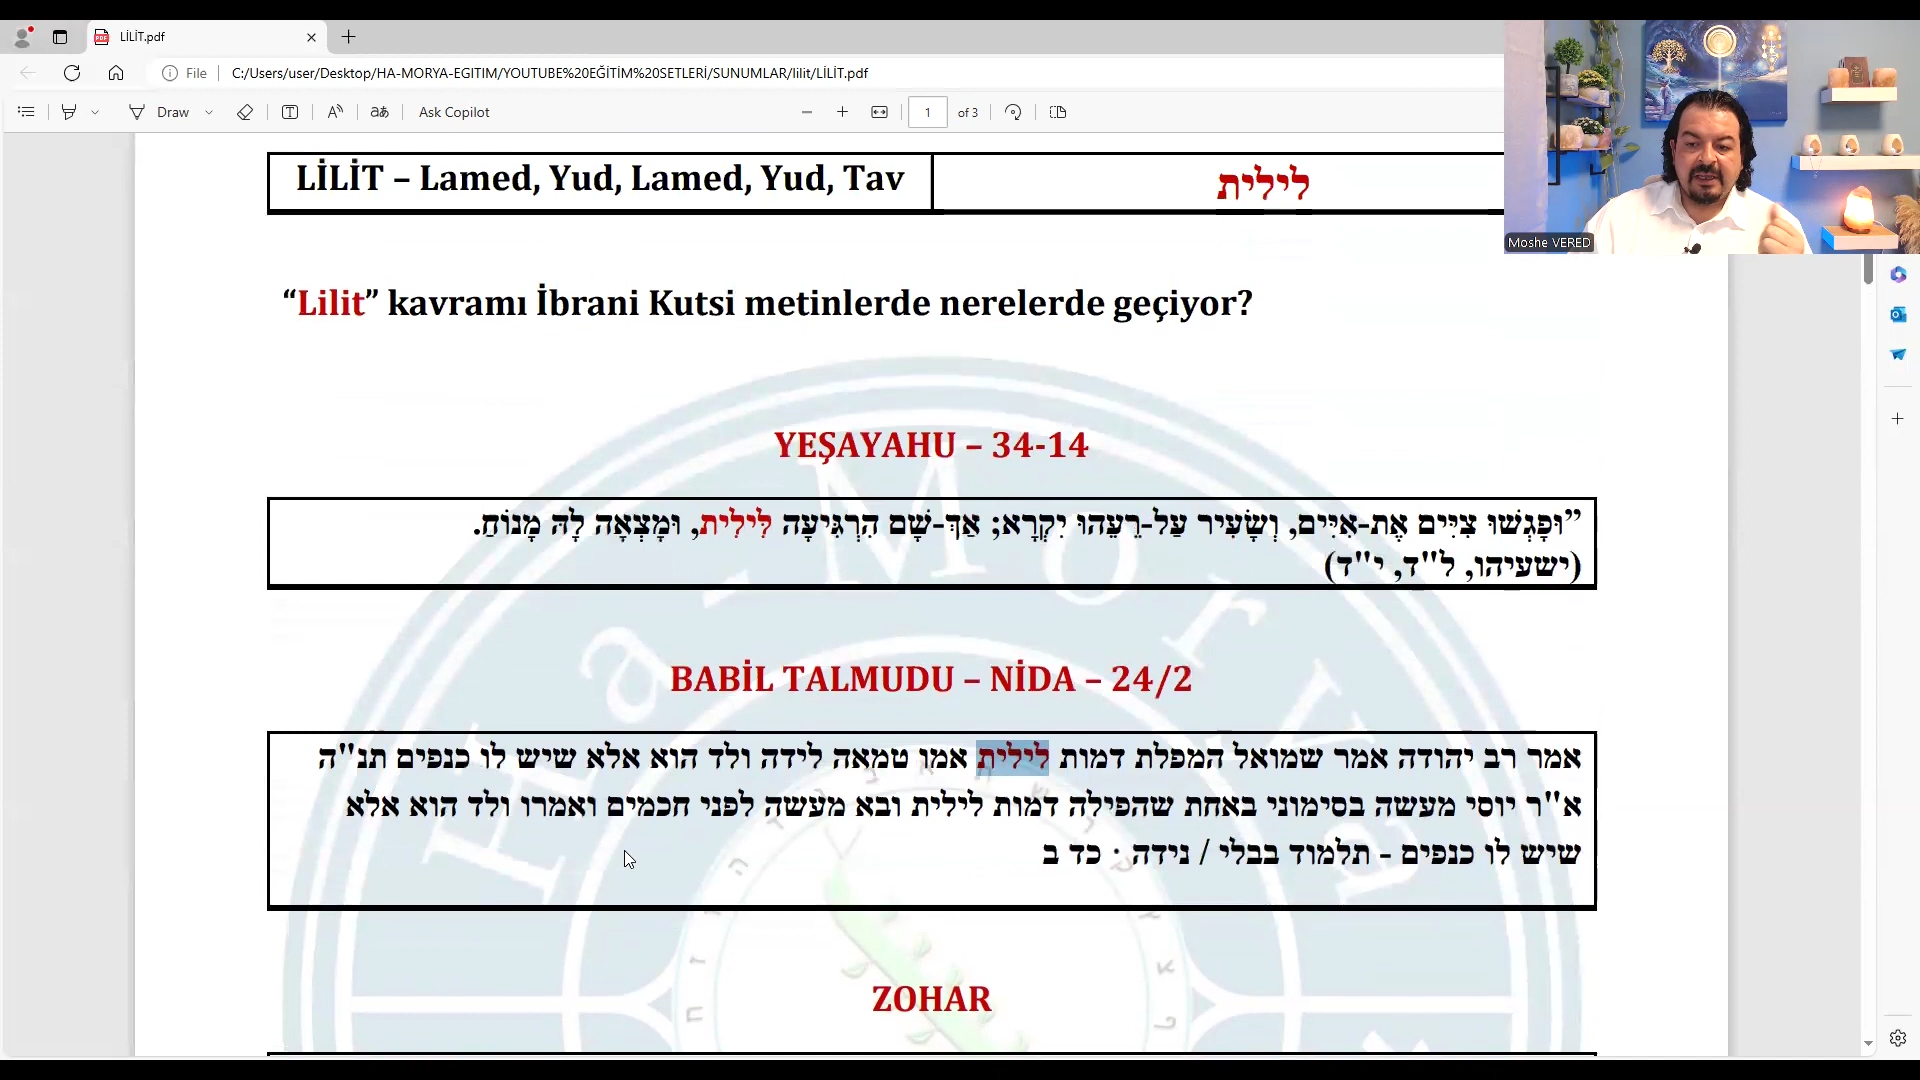 LİLİT.pdf
File
C:/Users/user/Desktop/HA-MORYA-EGITIM/YOUTUBE%20EĞİTİM%20SETLERİ/SUNUMLAR/lilit/LİLİT.pdf
Draw
Ask Copilot
1 of 3
Moshe VERED
LİLİT – Lamed, Yud, Lamed, Yud, Tav
לילית
“Lilit” kavramı İbrani Kutsi metinlerde nerelerde geçiyor?
YEŞAYAHU – 34-14
”וּפָגְשׁוּ צִיִּים אֶת-אִיִּים, וְשָׂעִיר עַל-רֵעֵהוּ יִקְרָא; אַךְ-שָׁם הִרְגִּיעָה לִּילִית, וּמָצְאָה לָהּ מָנוֹחַ.
(ישעיהו, ל"ד, י"ד)
BABİL TALMUDU – NİDA – 24/2
אמר רב יהודה אמר שמואל המפלת דמות לילית אמו טמאה לידה ולד הוא אלא שיש לו כנפים תנ"ה
א"ר יוסי מעשה בסימוני באחת שהפילה דמות לילית ובא מעשה לפני חכמים ואמרו ולד הוא אלא
שיש לו כנפים - תלמוד בבלי / נידה · כד ב
ZOHAR
Ha-Morya